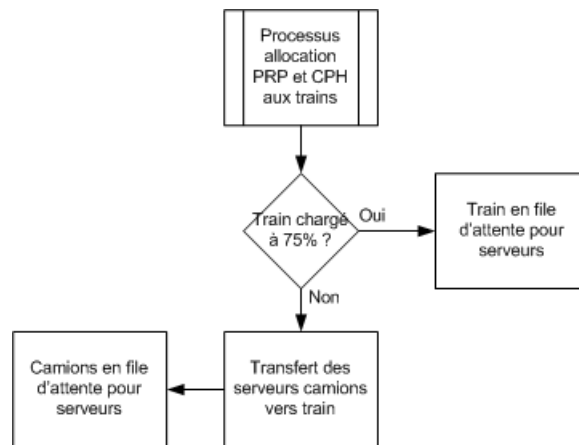 Processus
allocation
PRP et CPH
aux trains
Train chargé
à 75% ?
Oui
Train en file
d'attente pour
serveurs
Non
Camions en file
d'attente pour
serveurs
Transfert des
serveurs camions
vers train